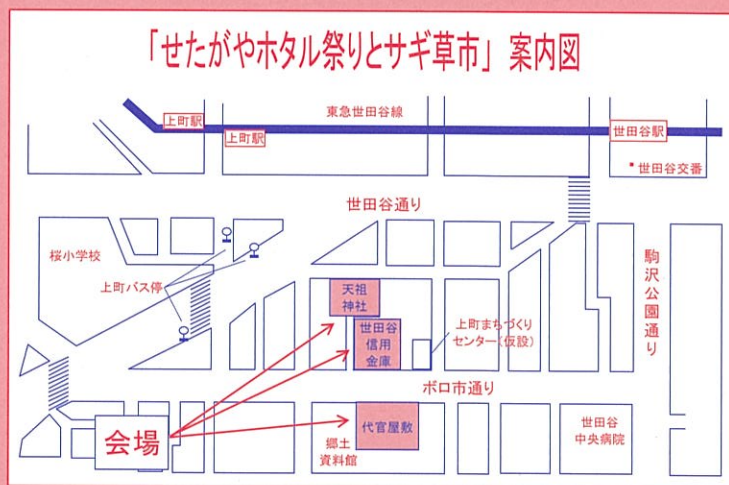 「せたがやホタル祭りとサギ草市」案内図
東急世田谷線
上町駅
上町駅
世田谷駅
世田谷交番
世田谷通り
桜小学校
上町バス停
天祖
神社
世田谷
信用
金庫
上町まちづくり
センター(仮設)
駒沢公園通り
ボロ市通り
会場
代官屋敷
郷土
資料館
世田谷
中央病院